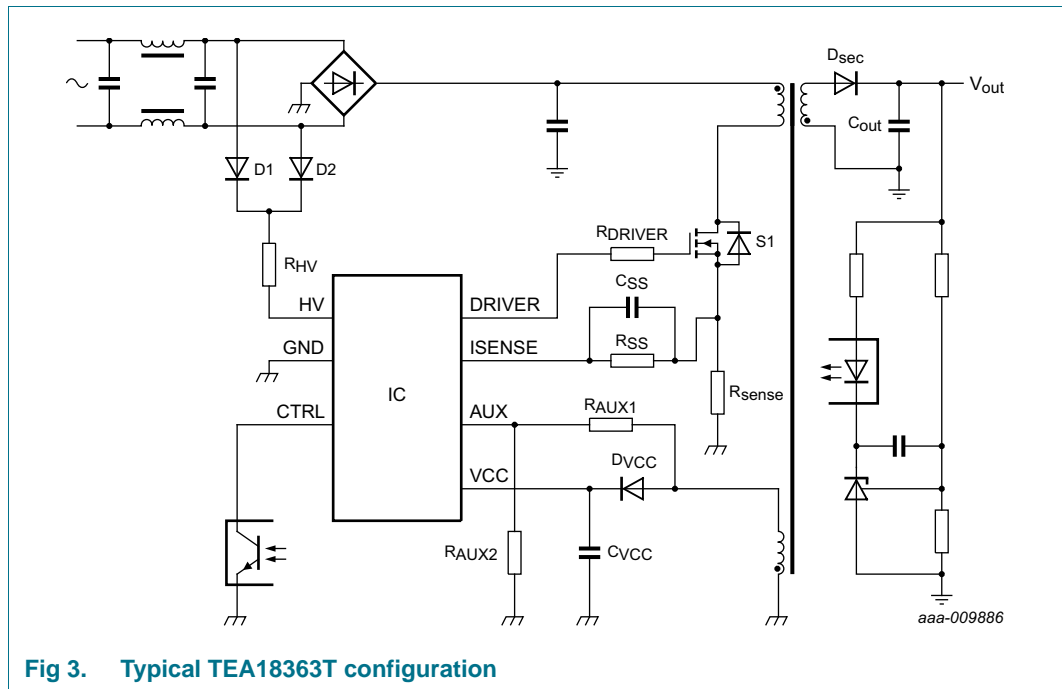 Dsec
Vout
Cout
D1
D2
RDRIVER
S1
RHV
CSS
HV
DRIVER
RSS
GND
ISENSE
Rsense
IC
CTRL
AUX
RAUX1
DVCC
VCC
RAUX2
CVCC
aaa-009886
Fig 3. Typical TEA18363T configuration